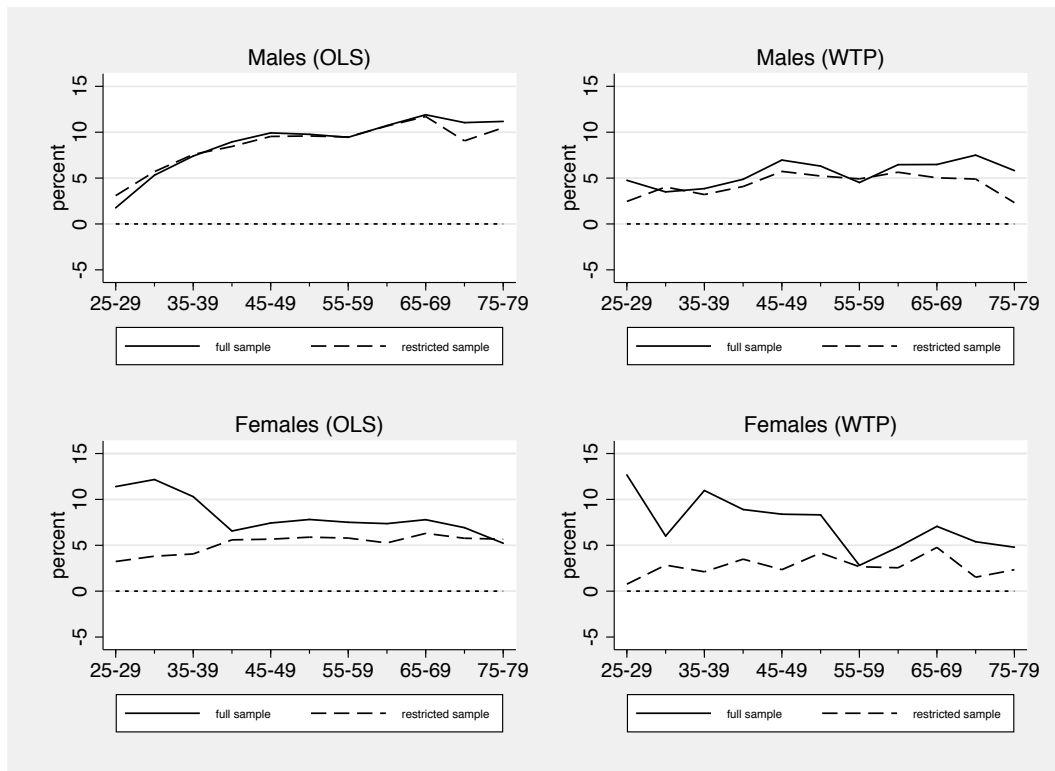 Males (OLS)
percent
15
10
5
0
-5
25-29 35-39 45-49 55-59 65-69 75-79
full sample restricted sample
Males (WTP)
percent
15
10
5
0
-5
25-29 35-39 45-49 55-59 65-69 75-79
full sample restricted sample
Females (OLS)
percent
15
10
5
0
-5
25-29 35-39 45-49 55-59 65-69 75-79
full sample restricted sample
Females (WTP)
percent
15
10
5
0
-5
25-29 35-39 45-49 55-59 65-69 75-79
full sample restricted sample